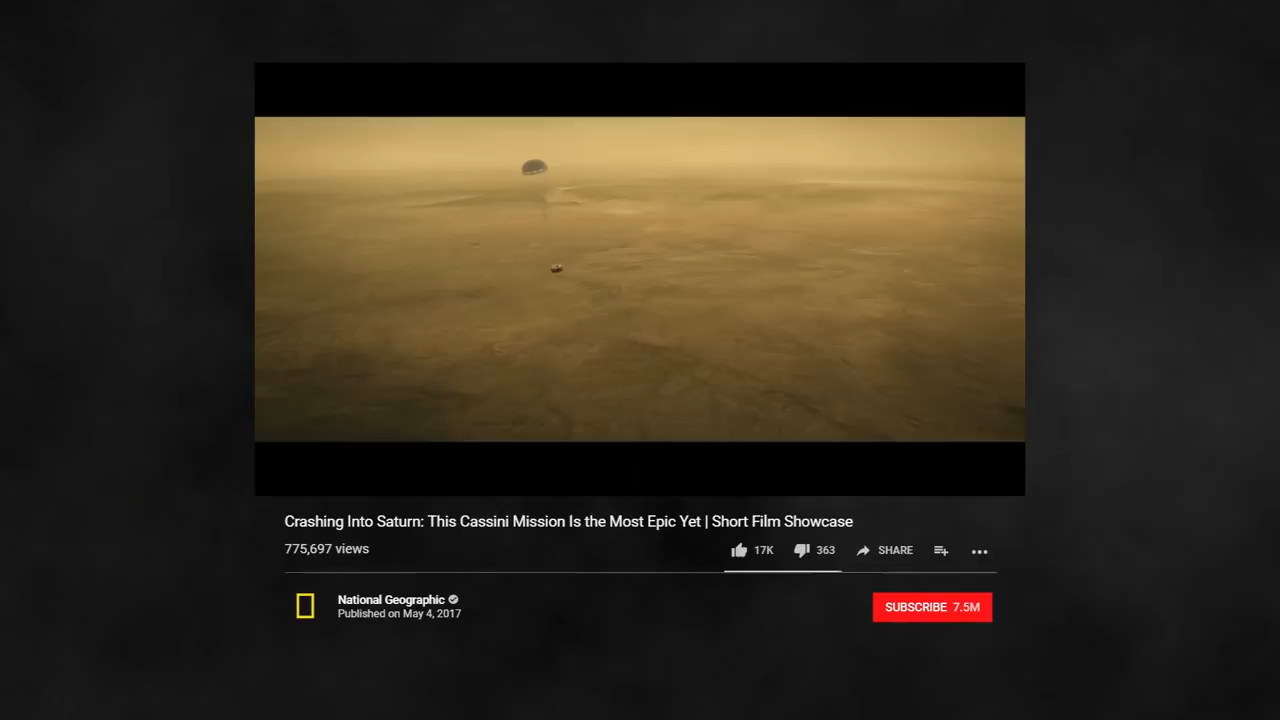 Crashing Into Saturn: This Cassini Mission Is the Most Epic Yet | Short Film Showcase
775,697 views
17K 363 SHARE
National Geographic
Published on May 4, 2017
SUBSCRIBE 7.5M